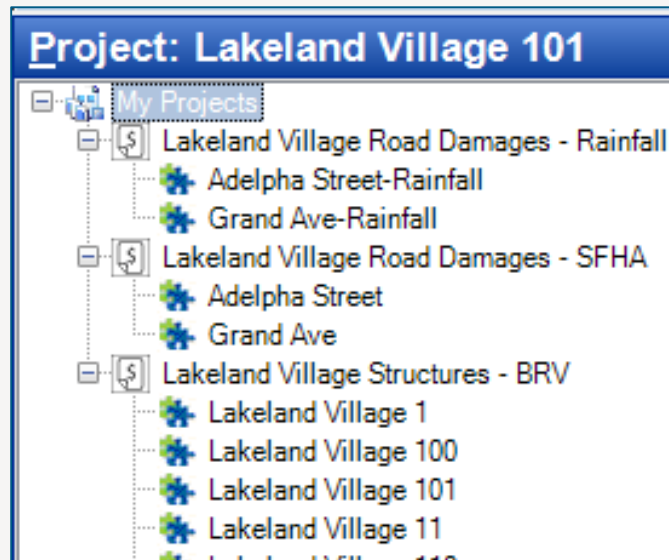 Project: Lakeland Village 101
My Projects
Lakeland Village Road Damages - Rainfall
Adelpha Street-Rainfall
Grand Ave-Rainfall
Lakeland Village Road Damages - SFHA
Adelpha Street
Grand Ave
Lakeland Village Structures - BRV
Lakeland Village 1
Lakeland Village 100
Lakeland Village 101
Lakeland Village 11